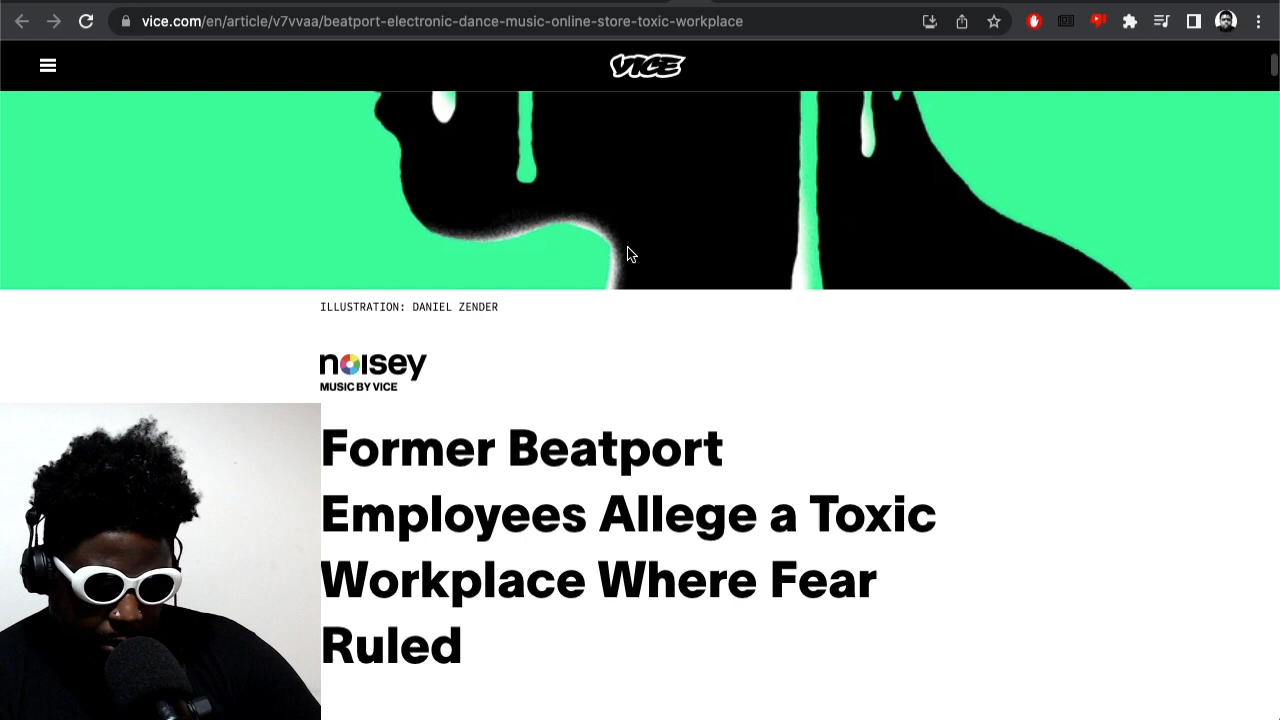 vice.com/en/article/v7vvaa/beatport-electronic-dance-music-online-store-toxic-workplace
VICE
ILLUSTRATION: DANIEL ZENDER
noisey
MUSIC BY VICE
Former Beatport
Employees Allege a Toxic
Workplace Where Fear
Ruled